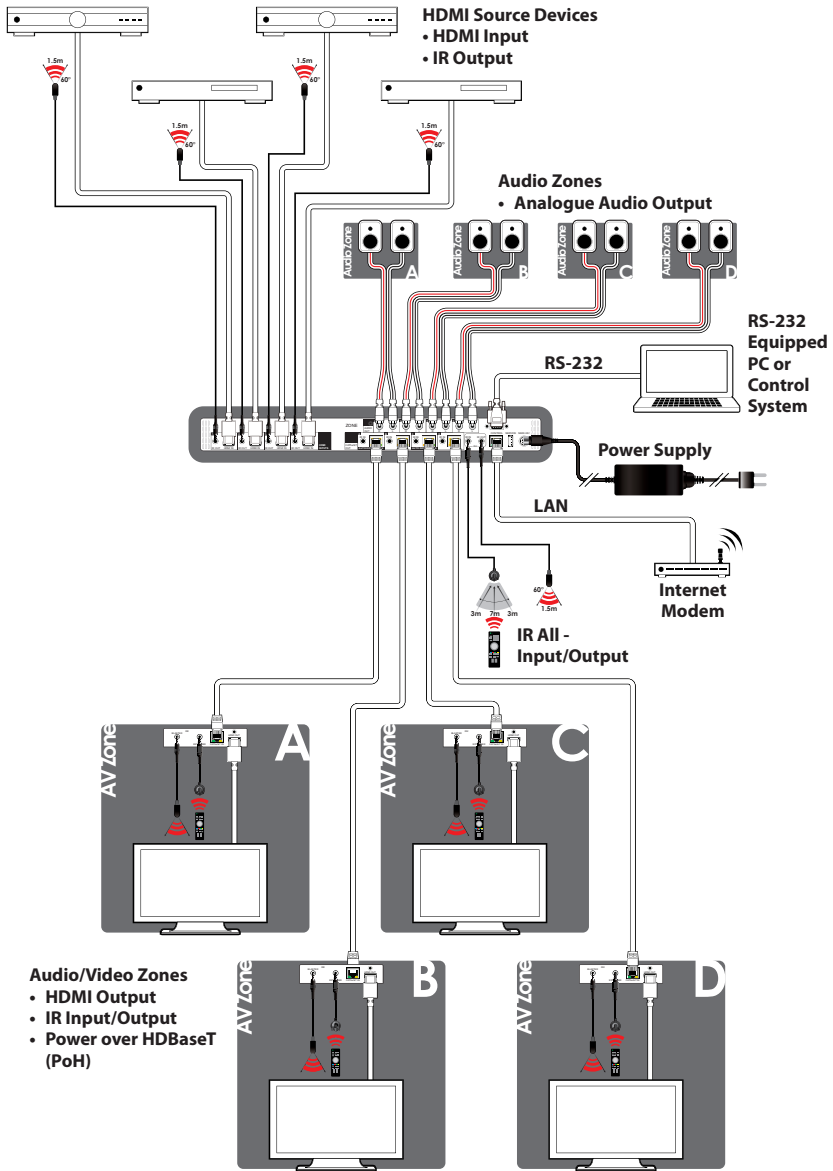 HDMI Source Devices
• HDMI Input
• IR Output
1.5m
60°
1.5m
60°
1.5m
60°
1.5m
60°
Audio Zones
• Analogue Audio Output
Audio Zone
A
Audio Zone
B
Audio Zone
C
Audio Zone
D
RS-232
RS-232
Equipped
PC or
Control
System
ZONE
Power Supply
LAN
60°
1.5m
3m 7m 3m
Internet
Modem
IR All -
Input/Output
AV Zone
A
AV Zone
C
Audio/Video Zones
• HDMI Output
• IR Input/Output
• Power over HDBaseT
(PoH)
AV Zone
B
AV Zone
D